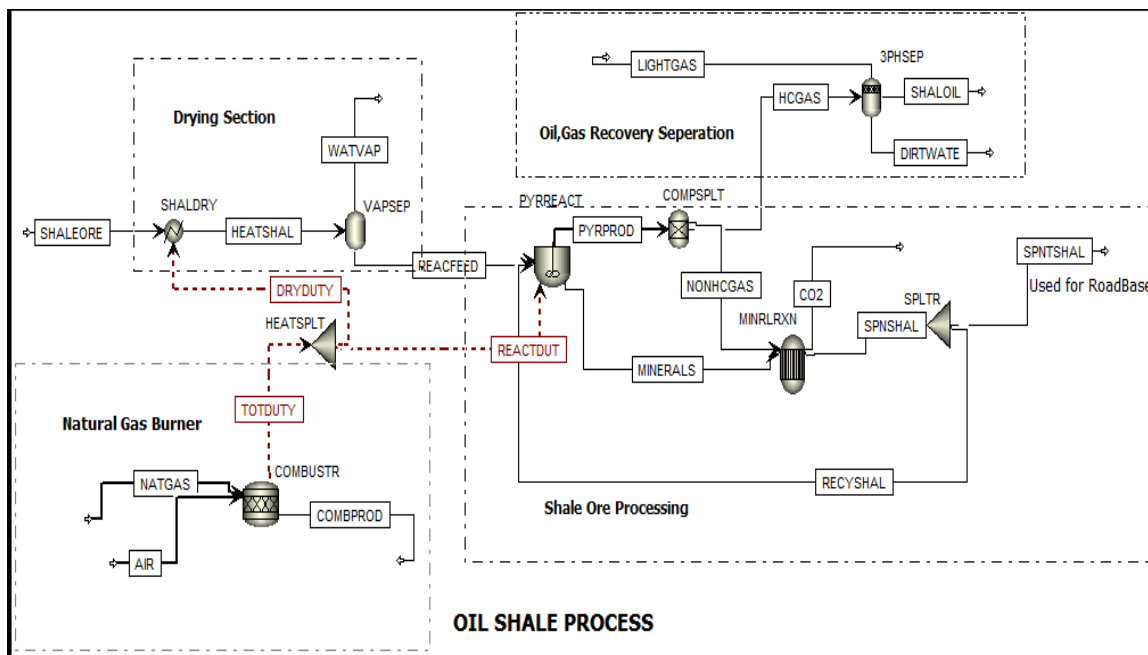 LIGHTGAS
3PHSEP
HCGAS
SHALOIL
Drying Section
Oil,Gas Recovery Seperation
WATVAP
DIRTWATE
SHALDRY
VAPSEP
PYRREACT
COMPSPLT
SHALEORE
HEATSHAL
PYRPROD
REACFEED
SPNTSHAL
Used for RoadBase
NONHCGAS
CO2
DRYDUTY
MINRLRXN
SPLTR
HEATSPLT
SPNSHAL
REACTDUT
MINERALS
TOTDUTY
Natural Gas Burner
COMBUSTR
NATGAS
RECYSHAL
COMBPROD
Shale Ore Processing
AIR
OIL SHALE PROCESS